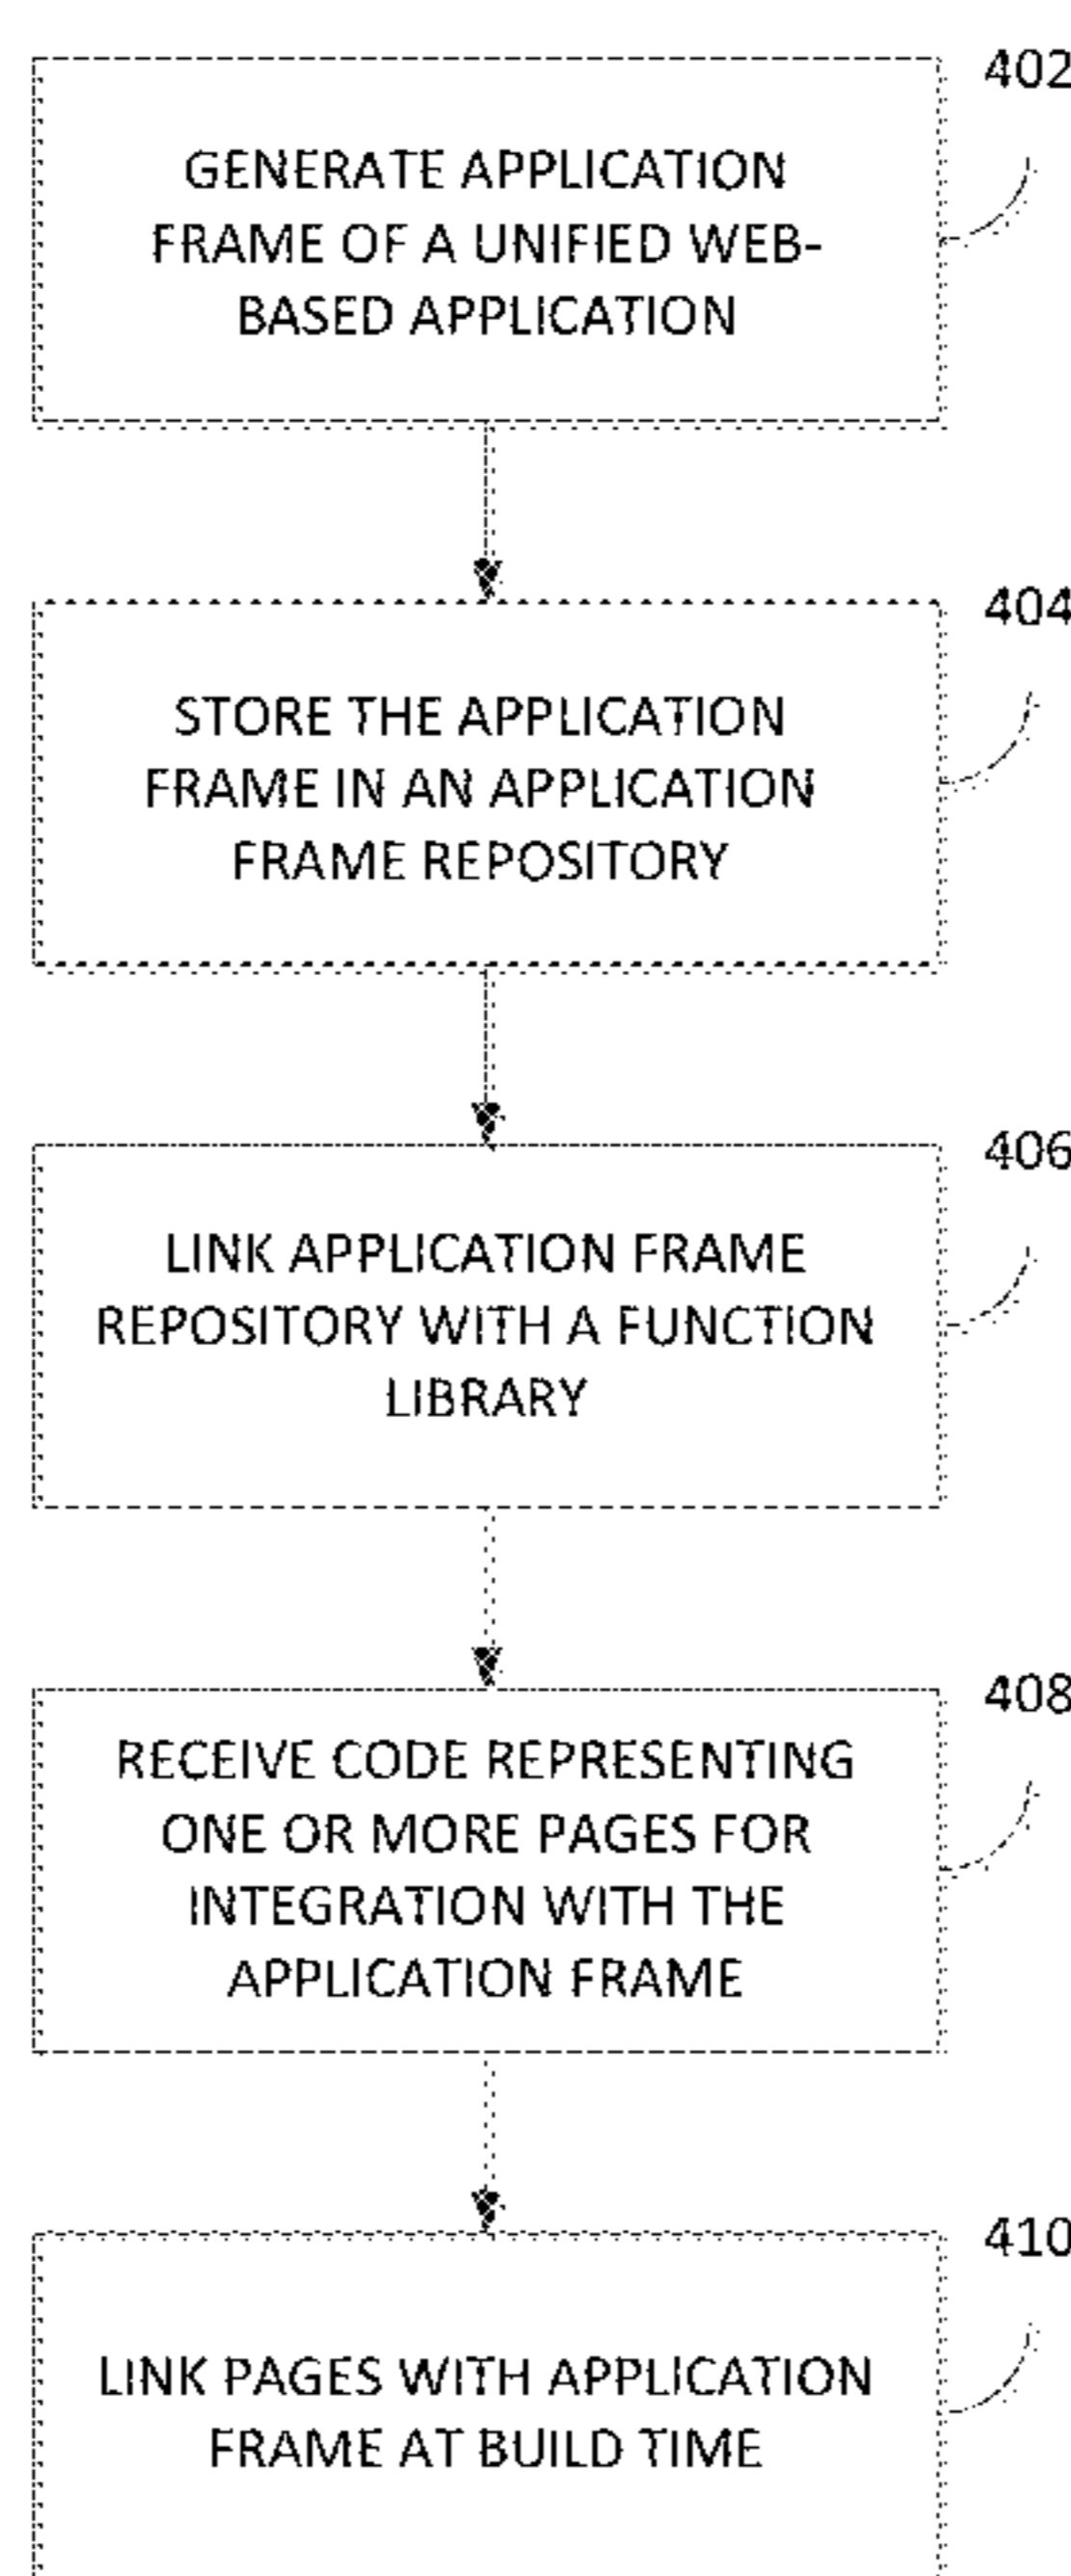 402
GENERATE APPLICATION
FRAME OF A UNIFIED WEB-
BASED APPLICATION
404
STORE THE APPLICATION
FRAME IN AN APPLICATION
FRAME REPOSITORY
406
LINK APPLICATION FRAME
REPOSITORY WITH A FUNCTION
LIBRARY
408
RECEIVE CODE REPRESENTING
ONE OR MORE PAGES FOR
INTEGRATION WITH THE
APPLICATION FRAME
410
LINK PAGES WITH APPLICATION
FRAME AT BUILD TIME